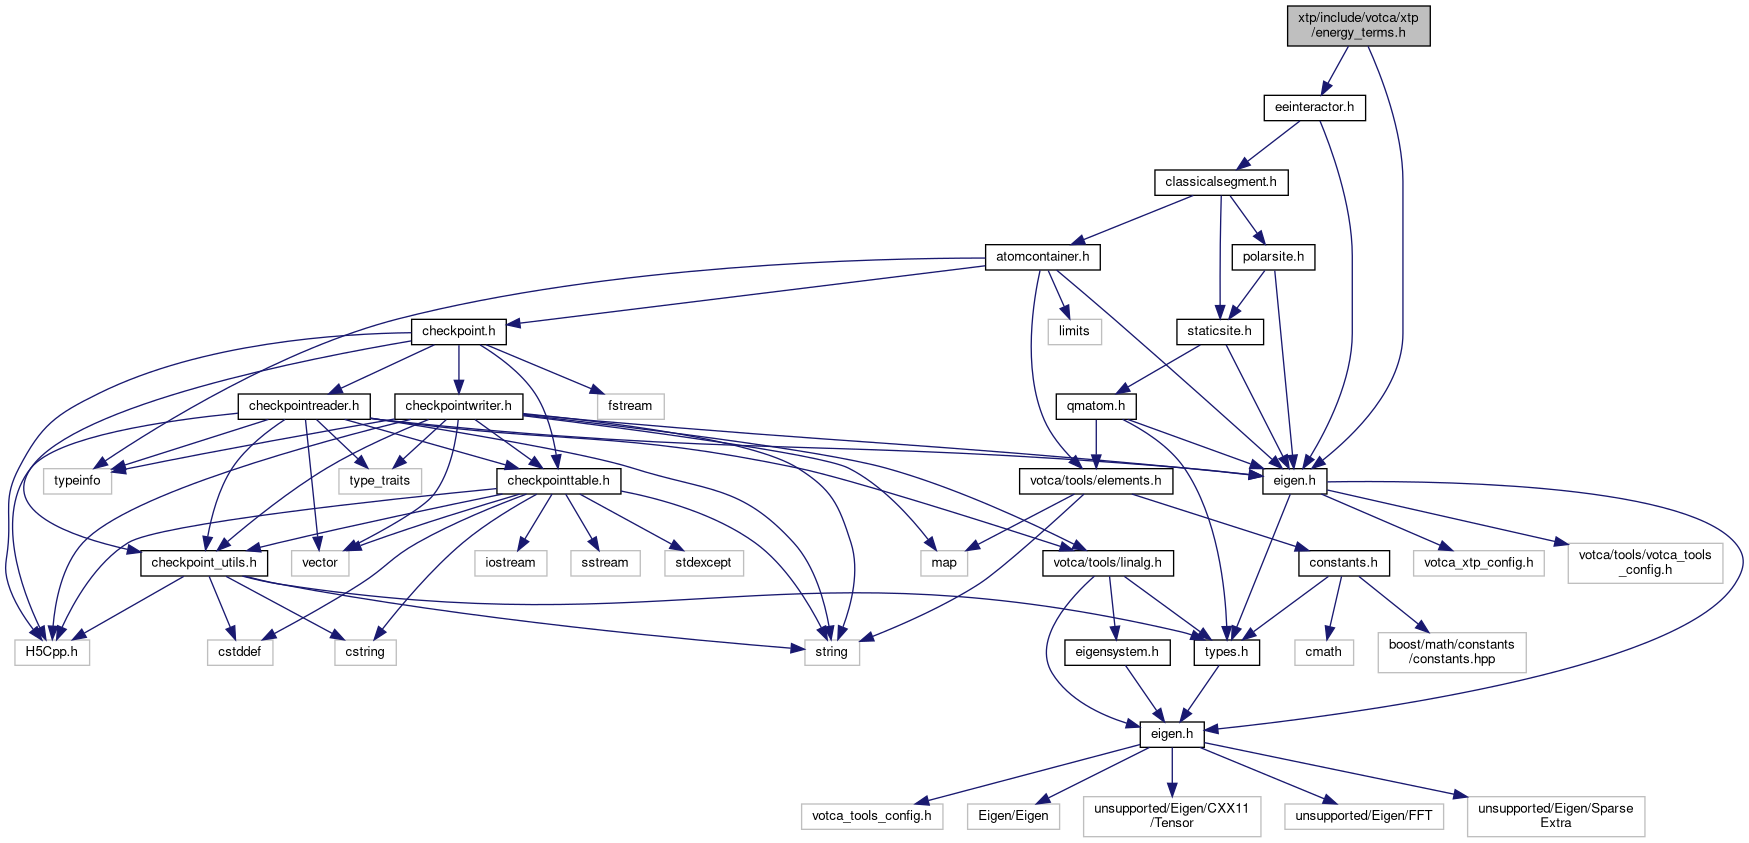 xtp/include/votca/xtp
/energy_terms.h
eeinteractor.h
classicalsegment.h
atomcontainer.h
polarsite.h
checkpoint.h
limits
staticsite.h
checkpointreader.h
checkpointwriter.h
fstream
qmatom.h
typeinfo
type_traits
checkpointtable.h
votca/tools/elements.h
eigen.h
checkpoint_utils.h
vector
iostream
sstream
stdexcept
map
votca/tools/linalg.h
constants.h
votca_xtp_config.h
votca/tools/votca_tools
_config.h
H5Cpp.h
cstddef
cstring
string
eigensystem.h
types.h
cmath
boost/math/constants
/constants.hpp
eigen.h
votca_tools_config.h
Eigen/Eigen
unsupported/Eigen/CXX11
/Tensor
unsupported/Eigen/FFT
unsupported/Eigen/Sparse
Extra